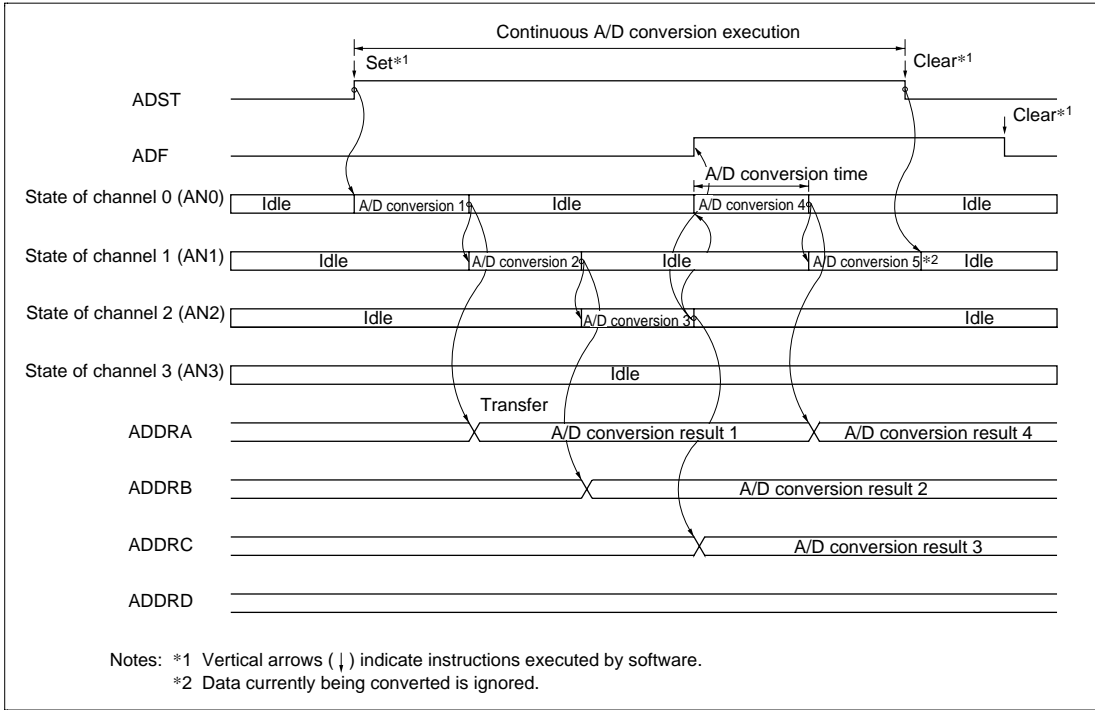 Continuous A/D conversion execution
Set*1
Clear*1
ADST
Clear*1
ADF
A/D conversion time
State of channel 0 (AN0)
Idle
A/D conversion 1
Idle
A/D conversion 4
Idle
State of channel 1 (AN1)
Idle
A/D conversion 2
Idle
A/D conversion 5
*2
Idle
State of channel 2 (AN2)
Idle
A/D conversion 3
Idle
State of channel 3 (AN3)
Idle
Transfer
ADDRA
A/D conversion result 1
A/D conversion result 4
ADDRB
A/D conversion result 2
ADDRC
A/D conversion result 3
ADDRD
Notes: *1 Vertical arrows (↓) indicate instructions executed by software.
*2 Data currently being converted is ignored.